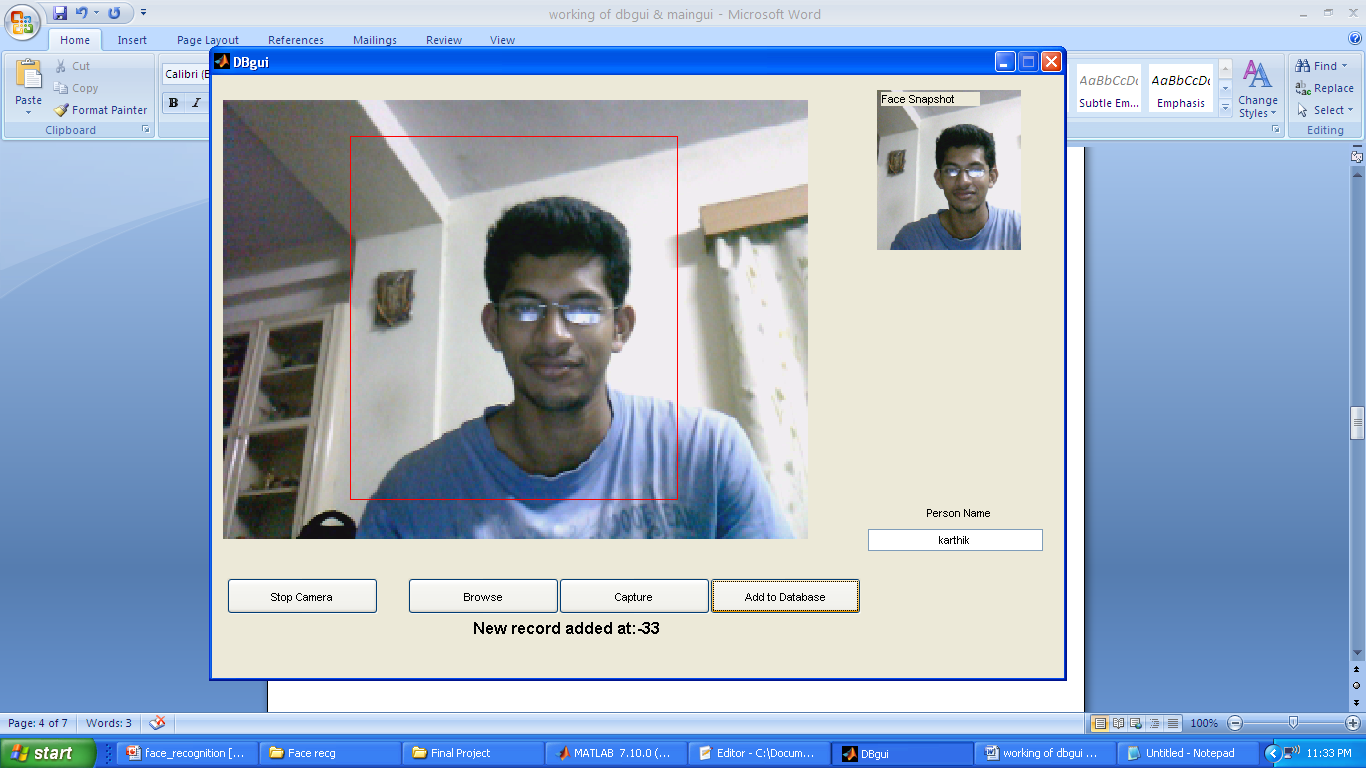 working of dbgui & maingui - Microsoft Word
Home Insert Page Layout References Mailings Review View
Paste
Cut
Copy
Format Painter
Clipboard
Calibri (B
B I
AaBbCcDc AaBbCcDc
Subtle Em... Emphasis
Change Styles
Find
Replace
Select
Editing
DBgui
Face Snapshot
Person Name
karthik
Stop Camera Browse Capture Add to Database
New record added at:-33
Page: 4 of 7 Words: 3 100%
start face_recognition [... Face recg Final Project MATLAB 7.10.0 (... Editor - C:\Docum... DBgui working of dbgui ... Untitled - Notepad 11:33 PM